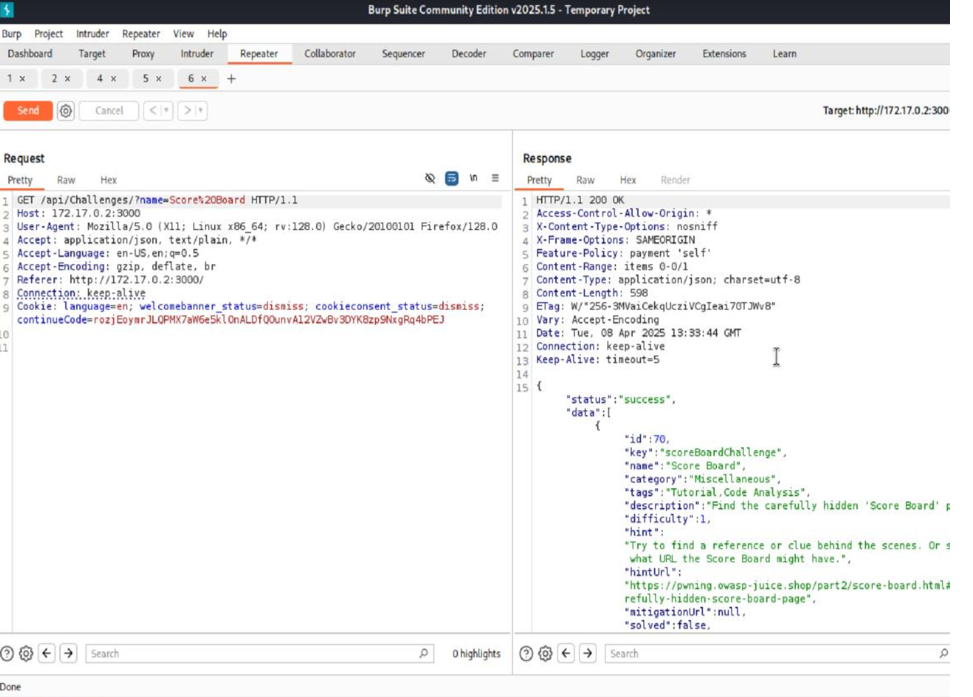 Burp Suite Community Edition v2025.1.5 - Temporary Project
Burp Project Intruder Repeater View Help
Dashboard Target Proxy Intruder Repeater Collaborator Sequencer Decoder Comparer Logger Organizer Extensions Learn
1 × 2 × 4 × 5 × 6 × +
Send Cancel < > Target: http://172.17.0.2:300
Request
Pretty Raw Hex \n
1 GET /api/Challenges/?name=Score%20Board HTTP/1.1
2 Host: 172.17.0.2:3000
3 User-Agent: Mozilla/5.0 (X11; Linux x86_64; rv:128.0) Gecko/20100101 Firefox/128.0
4 Accept: application/json, text/plain, */*
5 Accept-Language: en-US,en;q=0.5
6 Accept-Encoding: gzip, deflate, br
7 Referer: http://172.17.0.2:3000/
8 Connection: keep-alive
9 Cookie: language=en; welcomebanner_status=dismiss; cookieconsent_status=dismiss;
continueCode=rozjEoymrJLQPMX7aW6e5klOnALDfQOunvAl2VZwBv3DYK8zp9NxgRq4bPEJ
10
11
Response
Pretty Raw Hex Render
1 HTTP/1.1 200 OK
2 Access-Control-Allow-Origin: *
3 X-Content-Type-Options: nosniff
4 X-Frame-Options: SAMEORIGIN
5 Feature-Policy: payment 'self'
6 Content-Range: items 0-0/1
7 Content-Type: application/json; charset=utf-8
8 Content-Length: 598
9 ETag: W/"256-3MVaiCekqUcziVCgIeai70TJWv8"
10 Vary: Accept-Encoding
11 Date: Tue, 08 Apr 2025 13:33:44 GMT
12 Connection: keep-alive
13 Keep-Alive: timeout=5
14
15 {
"status":"success",
"data":[
{
"id":70,
"key":"scoreBoardChallenge",
"name":"Score Board",
"category":"Miscellaneous",
"tags":"Tutorial,Code Analysis",
"description":"Find the carefully hidden 'Score Board' p
"difficulty":1,
"hint":
"Try to find a reference or clue behind the scenes. Or s
what URL the Score Board might have.",
"hintUrl":
"https://pwning.owasp-juice.shop/part2/score-board.html#
refully-hidden-score-board-page",
"mitigationUrl":null,
"solved":false,
Search 0 highlights
Search
Done